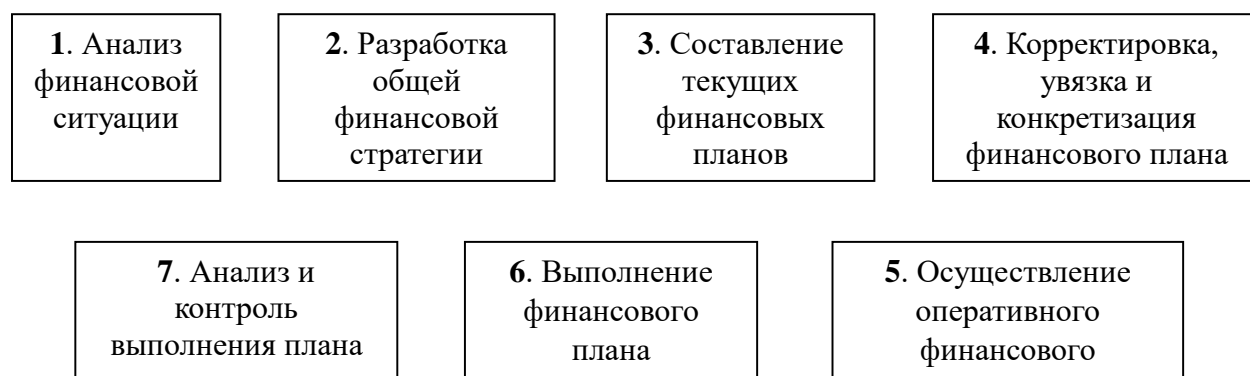 1. Анализ
финансовой
ситуации
2. Разработка
общей
финансовой
стратегии
3. Составление
текущих
финансовых
планов
4. Корректировка,
увязка и
конкретизация
финансового плана
7. Анализ и
контроль
выполнения плана
6. Выполнение
финансового
плана
5. Осуществление
оперативного
финансового